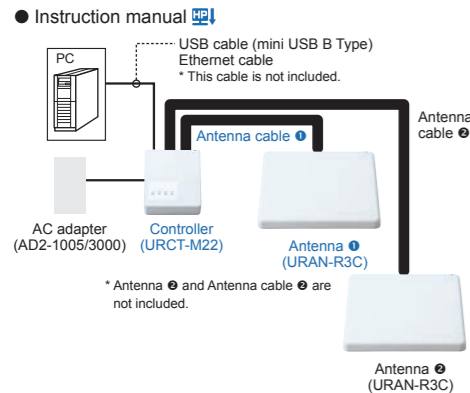 ● Instruction manual HP
PC
USB cable (mini USB B Type)
Ethernet cable
* This cable is not included.
Antenna
cable ❷
Antenna cable ❶
AC adapter
(AD2-1005/3000)
Controller
(URCT-M22)
Antenna ❶
(URAN-R3C)
* Antenna ❷ and Antenna cable ❷ are
not included.
Antenna ❷
(URAN-R3C)